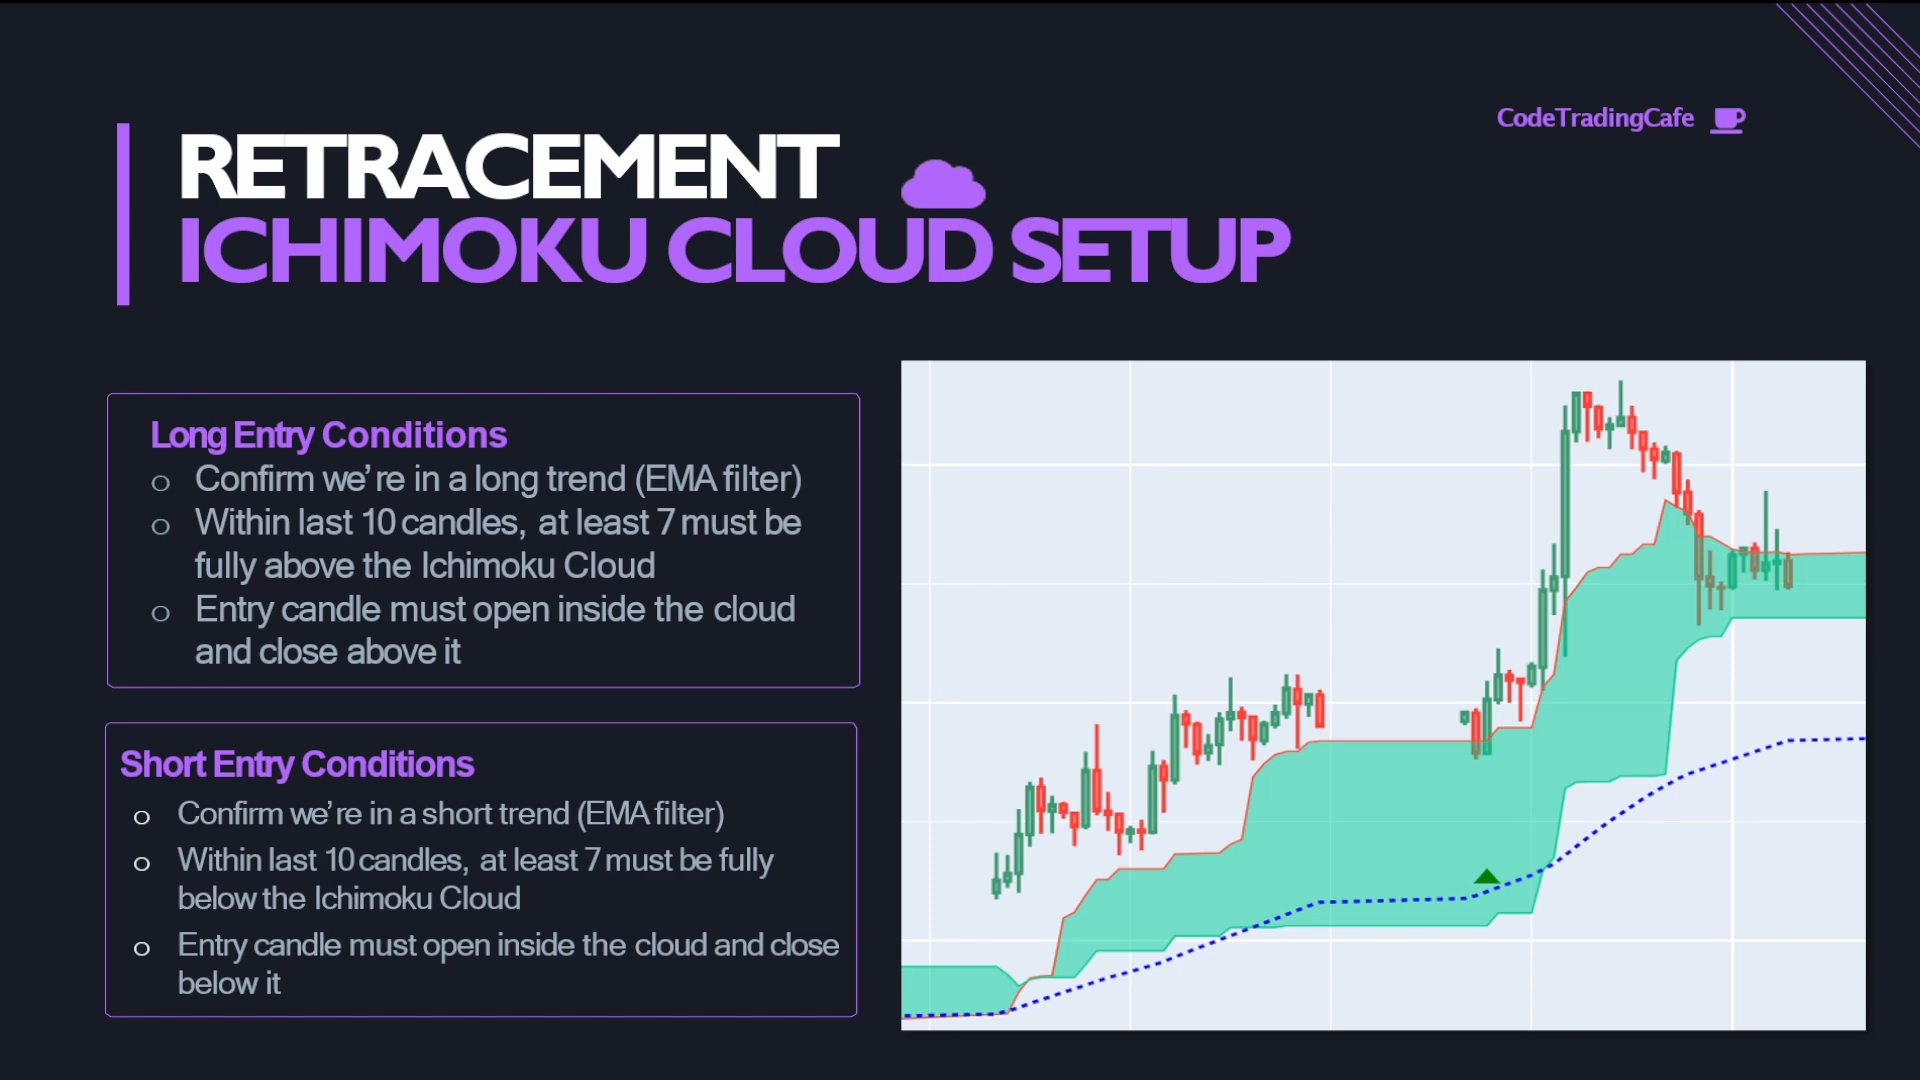 CodeTradingCafe
RETRACEMENT
ICHIMOKU CLOUD SETUP
Long Entry Conditions
o Confirm we're in a long trend (EMA filter)
o Within last 10 candles, at least 7 must be
fully above the Ichimoku Cloud
o Entry candle must open inside the cloud
and close above it
Short Entry Conditions
o Confirm we're in a short trend (EMA filter)
o Within last 10 candles, at least 7 must be fully
below the Ichimoku Cloud
o Entry candle must open inside the cloud and close
below it